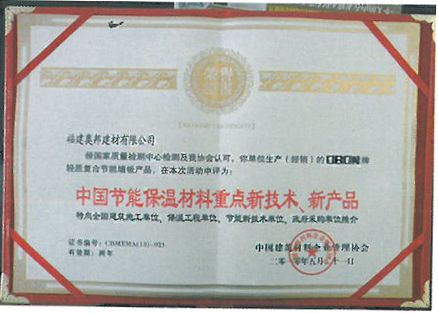 福建奥邦建材有限公司
经国家质量检测中心检测及我协会认可，你单位生产（经销）的 牌
轻质复合节能墙板产品，在本次活动中评为：
中国节能保温材料重点新技术、新产品
特向全国建筑施工单位、保温工程单位、节能新技术单位、政府采购单位推介
证书编号：CBMEMA(10)-021
有效期：两年
中国建筑材料企业管理协会
二〇一〇年五月二十一日